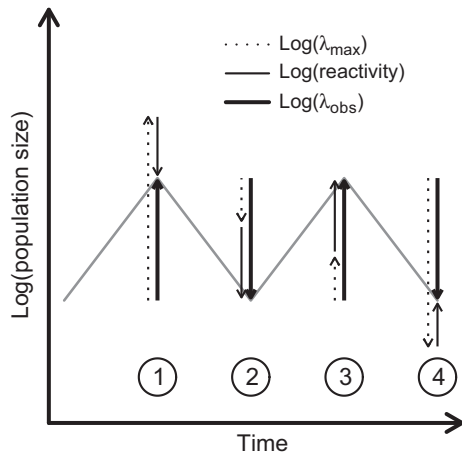 Log(λmax)
Log(reactivity)
Log(λobs)
Log(population size)
1 2 3 4
Time